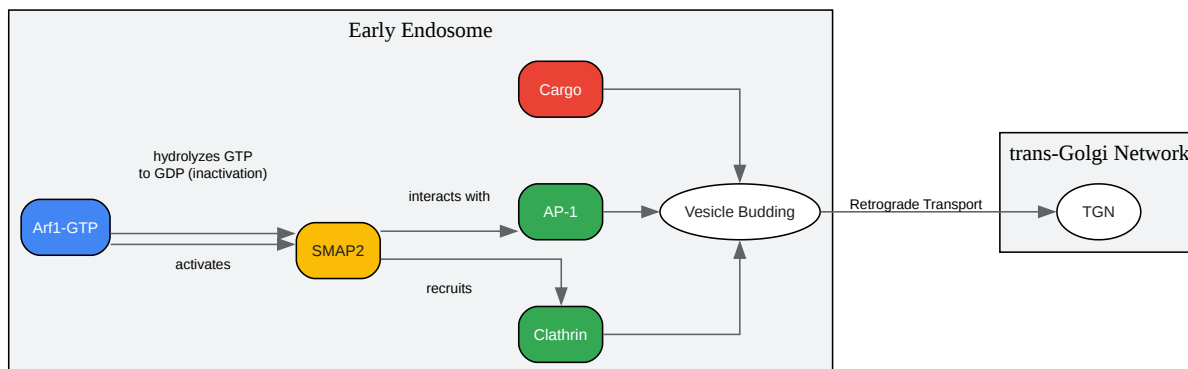 Early Endosome
Cargo
hydrolyzes GTP
to GDP (inactivation)
trans-Golgi Network
interacts with
Arf1-GTP
AP-1
Vesicle Budding
Retrograde Transport
TGN
SMAP2
activates
recruits
Clathrin